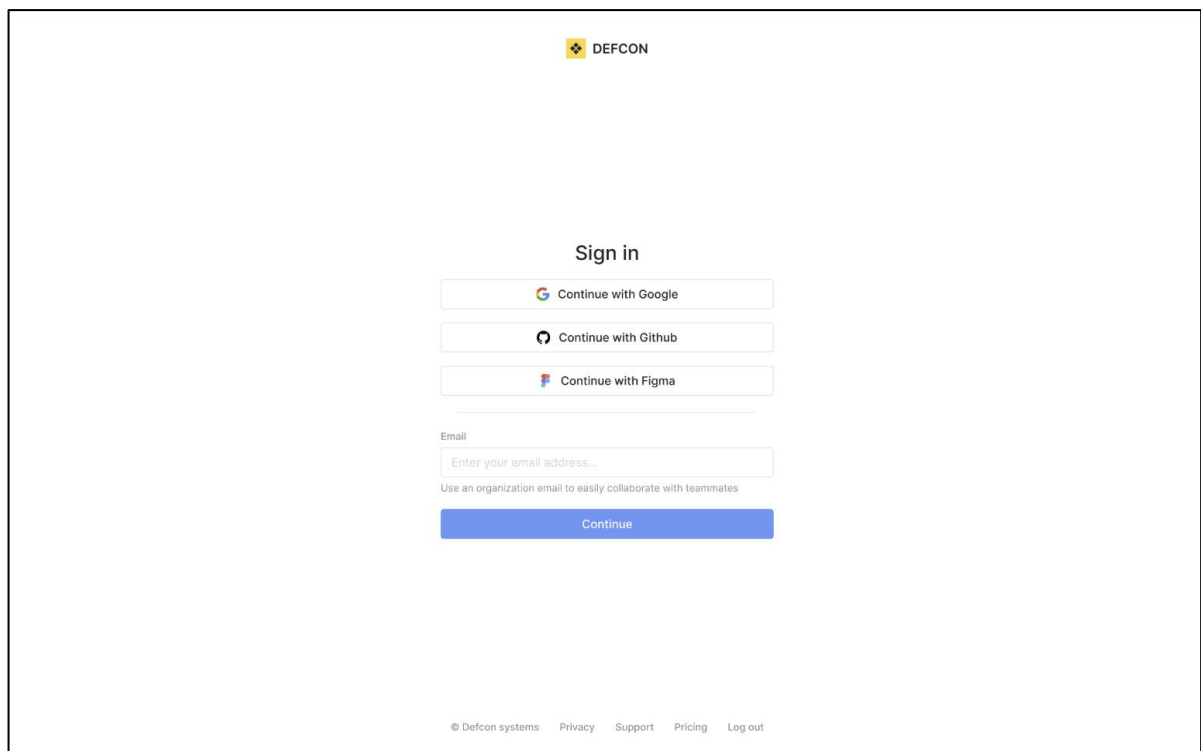 DEFCON
Sign in
Continue with Google
Continue with Github
Continue with Figma
Email
Enter your email address...
Use an organization email to easily collaborate with teammates
Continue
© Defcon systems Privacy Support Pricing Log out